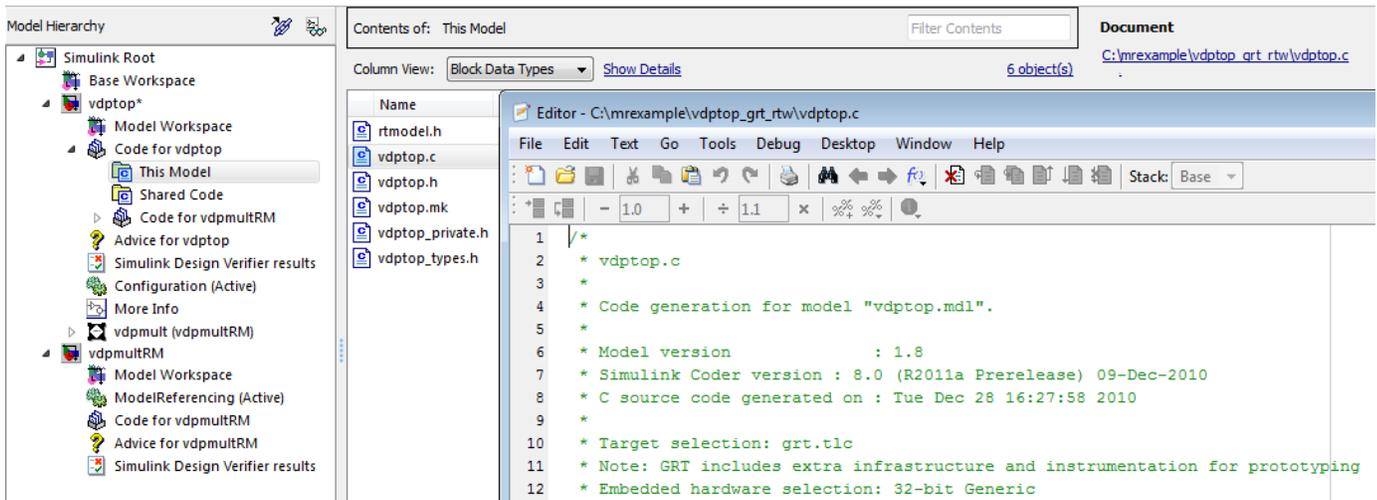 Model Hierarchy
Simulink Root
Base Workspace
vdptop*
Model Workspace
Code for vdptop
This Model
Shared Code
Code for vdpmultRM
Advice for vdptop
Simulink Design Verifier results
Configuration (Active)
More Info
vdpmult (vdpmultRM)
vdpmultRM
Model Workspace
ModelReferencing (Active)
Code for vdpmultRM
Advice for vdpmultRM
Simulink Design Verifier results
Contents of: This Model
Filter Contents
Column View: Block Data Types Show Details 6 object(s)
Name
rtmodel.h
vdptop.c
vdptop.h
vdptop.mk
vdptop_private.h
vdptop_types.h
Document
C:\mrexample\vdptop_grt_rtw\vdptop.c
.
Editor - C:\mrexample\vdptop_grt_rtw\vdptop.c
File Edit Text Go Tools Debug Desktop Window Help
Stack: Base
− 1.0 + ÷ 1.1 ×
1 /*
2 * vdptop.c
3 *
4 * Code generation for model "vdptop.mdl".
5 *
6 * Model version : 1.8
7 * Simulink Coder version : 8.0 (R2011a Prerelease) 09-Dec-2010
8 * C source code generated on : Tue Dec 28 16:27:58 2010
9 *
10 * Target selection: grt.tlc
11 * Note: GRT includes extra infrastructure and instrumentation for prototyping
12 * Embedded hardware selection: 32-bit Generic